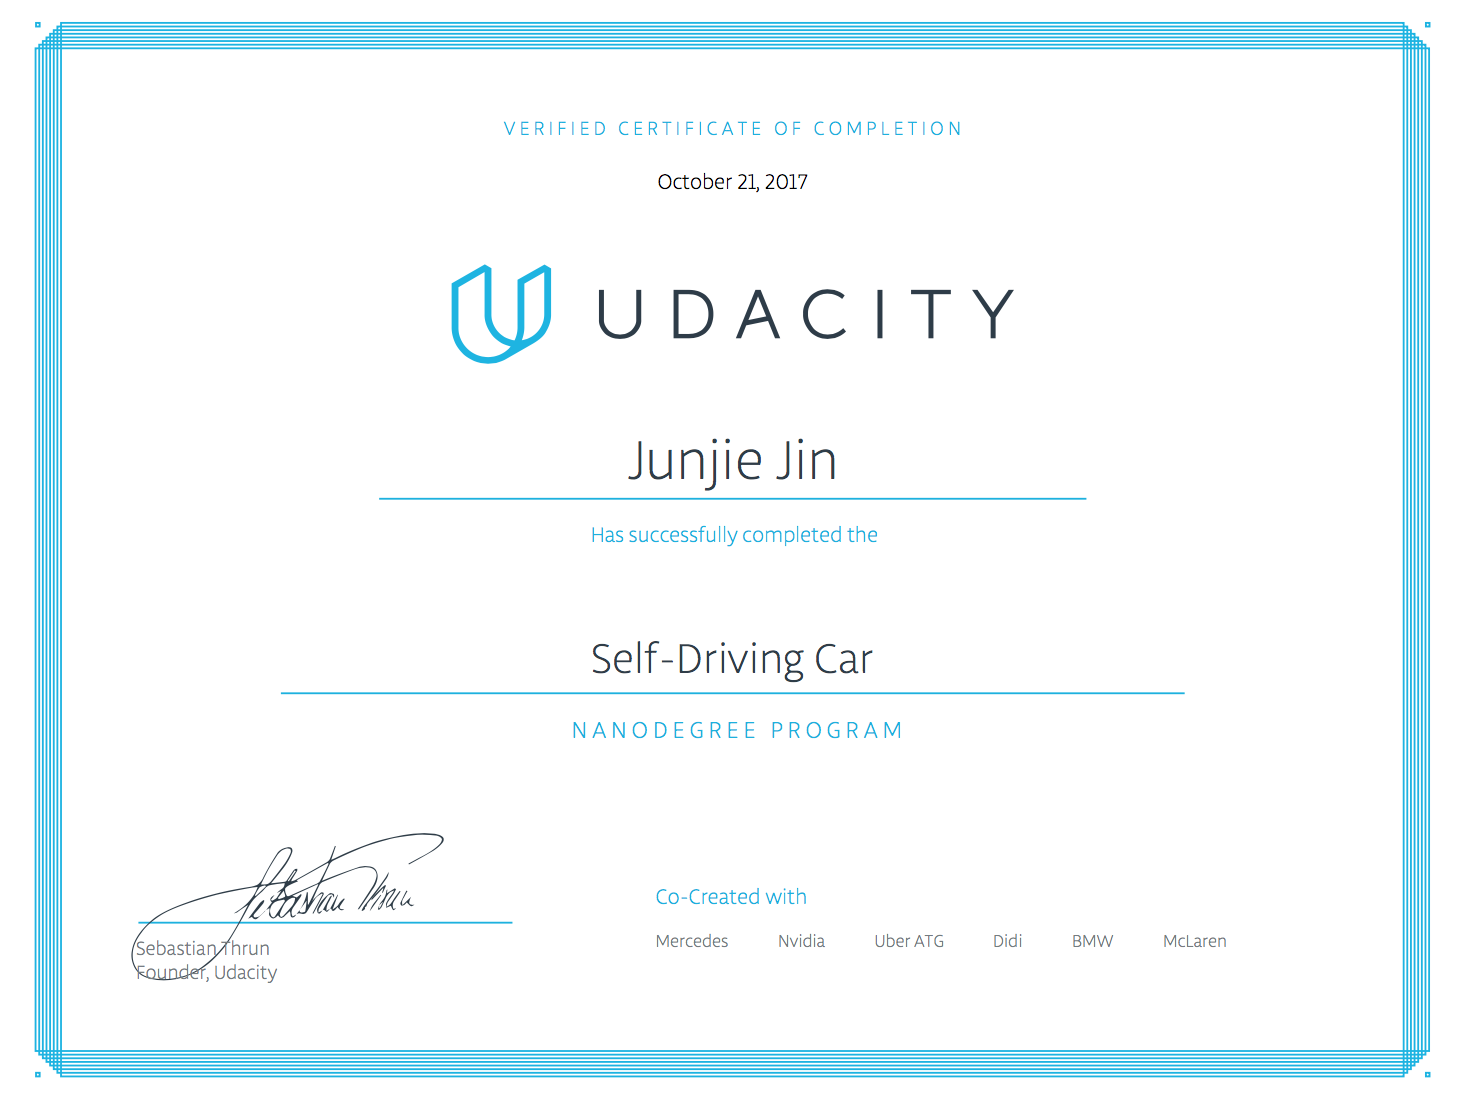 VERIFIED CERTIFICATE OF COMPLETION
October 21, 2017
UDACITY
Junjie Jin
Has successfully completed the
Self-Driving Car
NANODEGREE PROGRAM
Sebastian Thrun
Sebastian Thrun
Founder, Udacity
Co-Created with
Mercedes Nvidia Uber ATG Didi BMW McLaren